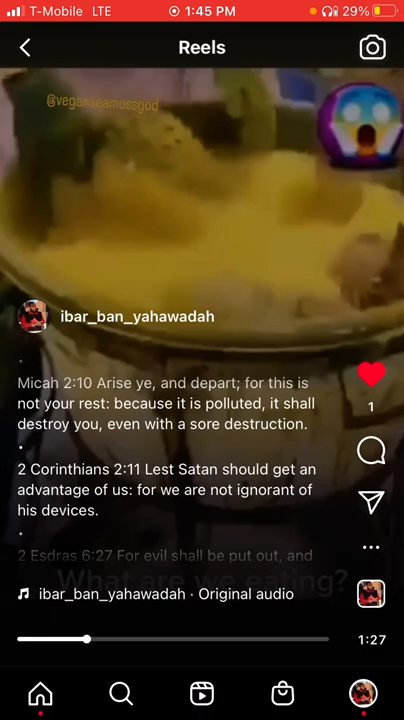 T-Mobile LTE
1:45 PM
29%
Reels
@veganseamossgod
ibar_ban_yahawadah
Micah 2:10 Arise ye, and depart; for this is
not your rest: because it is polluted, it shall
destroy you, even with a sore destruction.
.
2 Corinthians 2:11 Lest Satan should get an
advantage of us: for we are not ignorant of
his devices.
.
2 Esdras 6:27 For evil shall be put out, and
What are we eating?
1
ibar_ban_yahawadah · Original audio
1:27